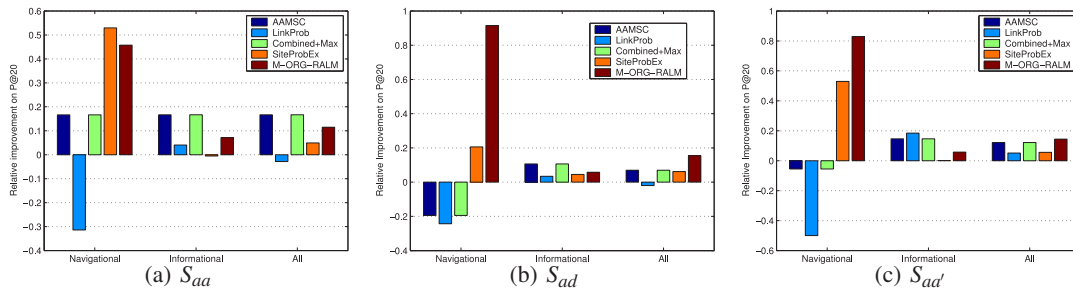 Relative Improvement on P@20
0.6
0.5
0.4
0.3
0.2
0.1
0
-0.1
-0.2
-0.3
-0.4
AAMSC
LinkProb
Combined+Max
SiteProbEx
M-ORG-RALM
Navigational Informational All
(a) Saa
Relative Improvement on P@20
1
0.8
0.6
0.4
0.2
0
-0.2
-0.4
AAMSC
LinkProb
Combined+Max
SiteProbEx
M-ORG-RALM
Navigational Informational All
(b) Sad
Relative Improvement on P@20
1
0.8
0.6
0.4
0.2
0
-0.2
-0.4
-0.6
AAMSC
LinkProb
Combined+Max
SiteProbEx
M-ORG-RALM
Navigational Informational All
(c) Saa′